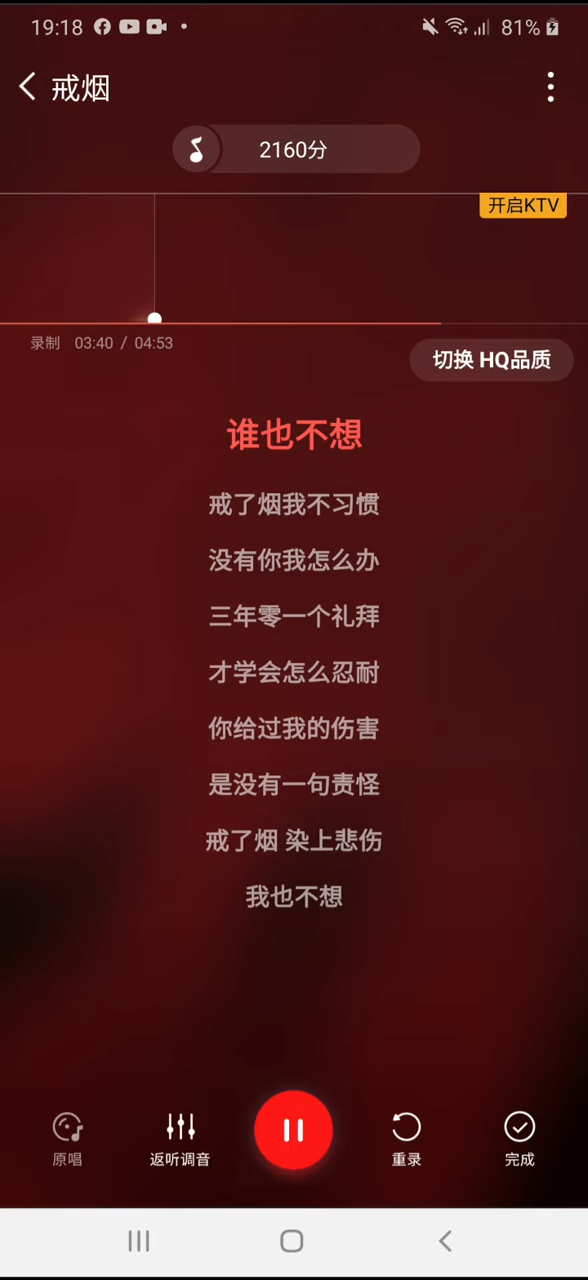 19:18
81%
戒烟
2160分
开启KTV
录制 03:40 / 04:53
切换 HQ品质
谁也不想
戒了烟我不习惯
没有你我怎么办
三年零一个礼拜
才学会怎么忍耐
你给过我的伤害
是没有一句责怪
戒了烟 染上悲伤
我也不想
原唱
返听调音
重录
完成